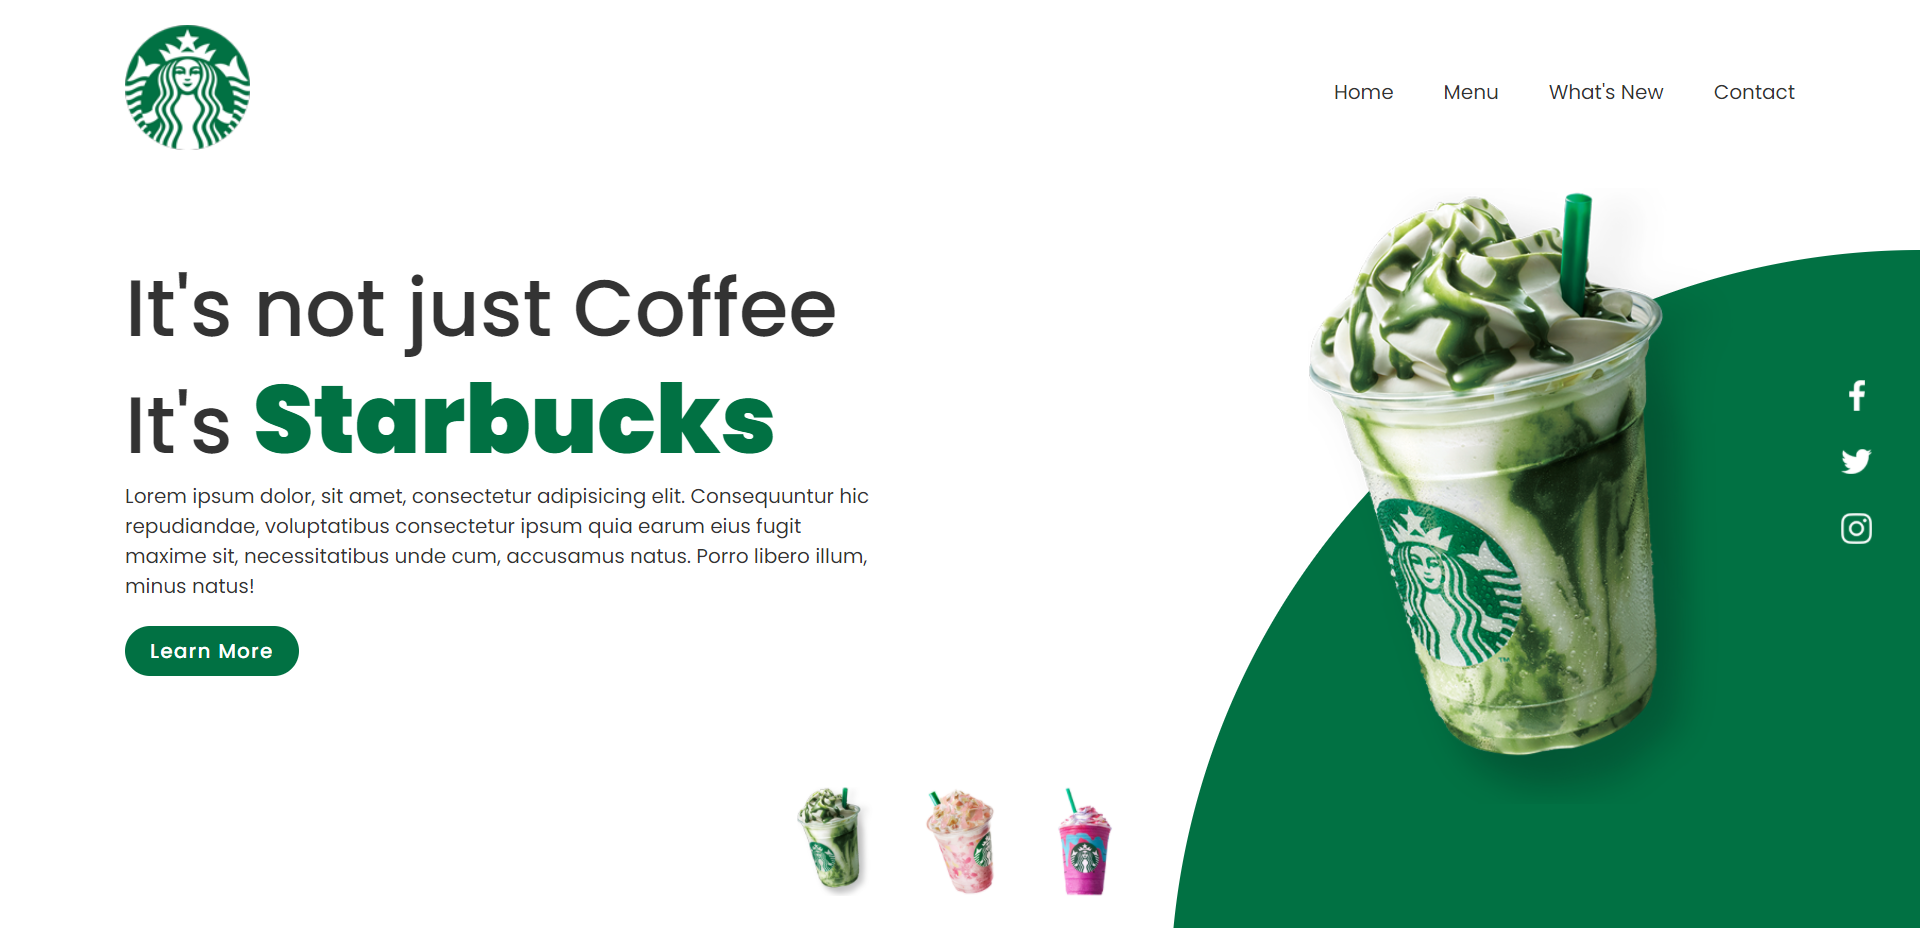 Home Menu What's New Contact
It's not just Coffee
It's Starbucks
Lorem ipsum dolor, sit amet, consectetur adipisicing elit. Consequuntur hic
repudiandae, voluptatibus consectetur ipsum quia earum eius fugit
maxime sit, necessitatibus unde cum, accusamus natus. Porro libero illum,
minus natus!
Learn More
TM